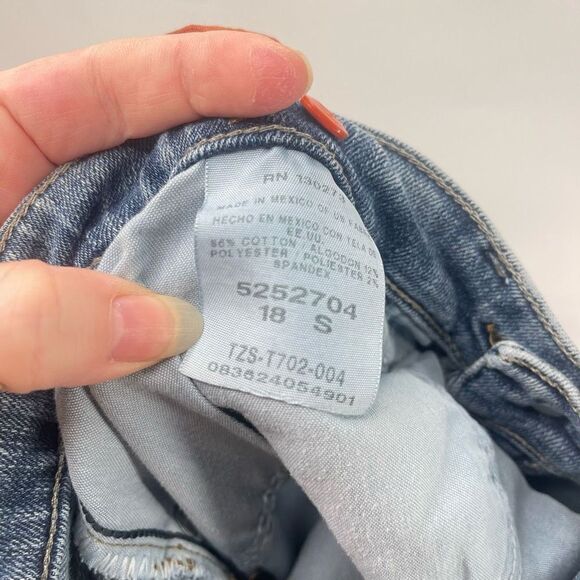 RN 130273
MADE IN MEXICO OF US FABRIC
HECHO EN MEXICO CON TELA DE
EE.UU.
86% COTTON / ALGODON 12%
POLYESTER / POLIESTER 2%
SPANDEX
5252704
18 S
TZS-T702-004
083624054901